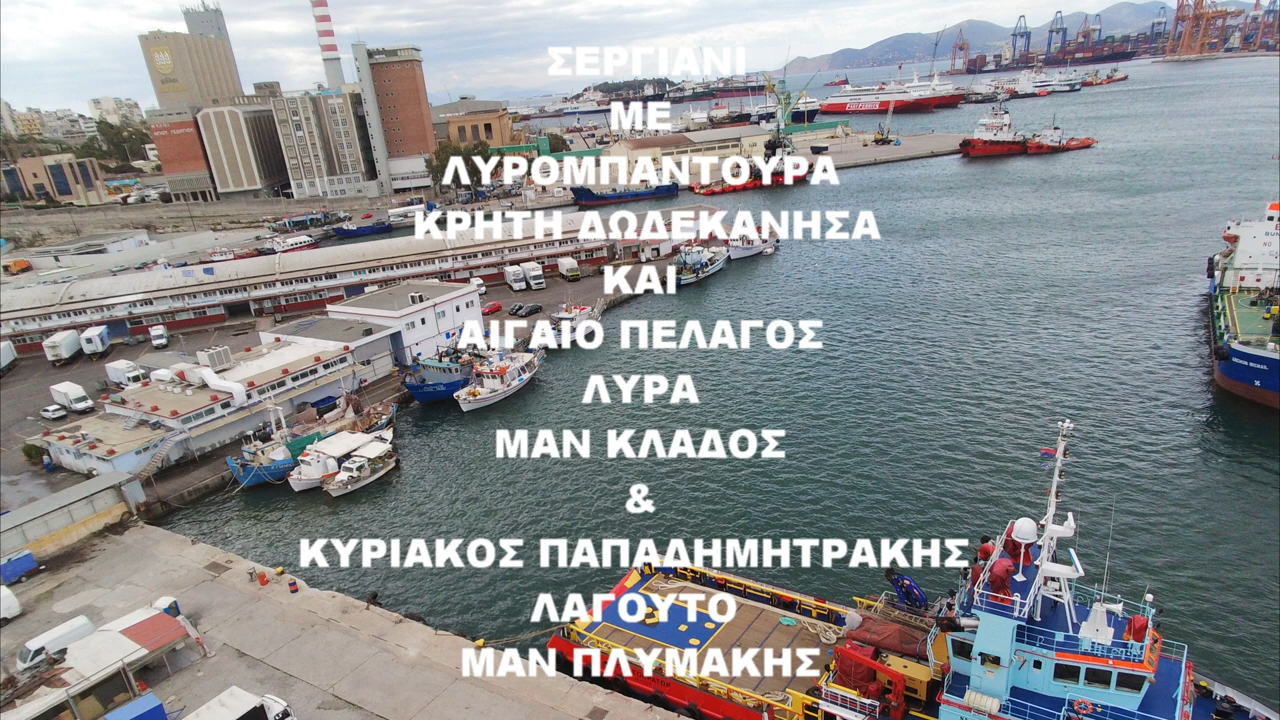 ΣΕΡΓΙΑΝΙ
ΜΕ
ΛΥΡΟΜΠΑΝΤΟΥΡΑ
ΚΡΗΤΗ ΔΩΔΕΚΑΝΗΣΑ
ΚΑΙ
ΑΙΓΑΙΟ ΠΕΛΑΓΟΣ
ΛΥΡΑ
ΜΑΝ ΚΛΑΔΟΣ
&
ΚΥΡΙΑΚΟΣ ΠΑΠΑΔΗΜΗΤΡΑΚΗΣ
ΛΑΓΟΥΤΟ
ΜΑΝ ΠΛΥΜΑΚΗΣ